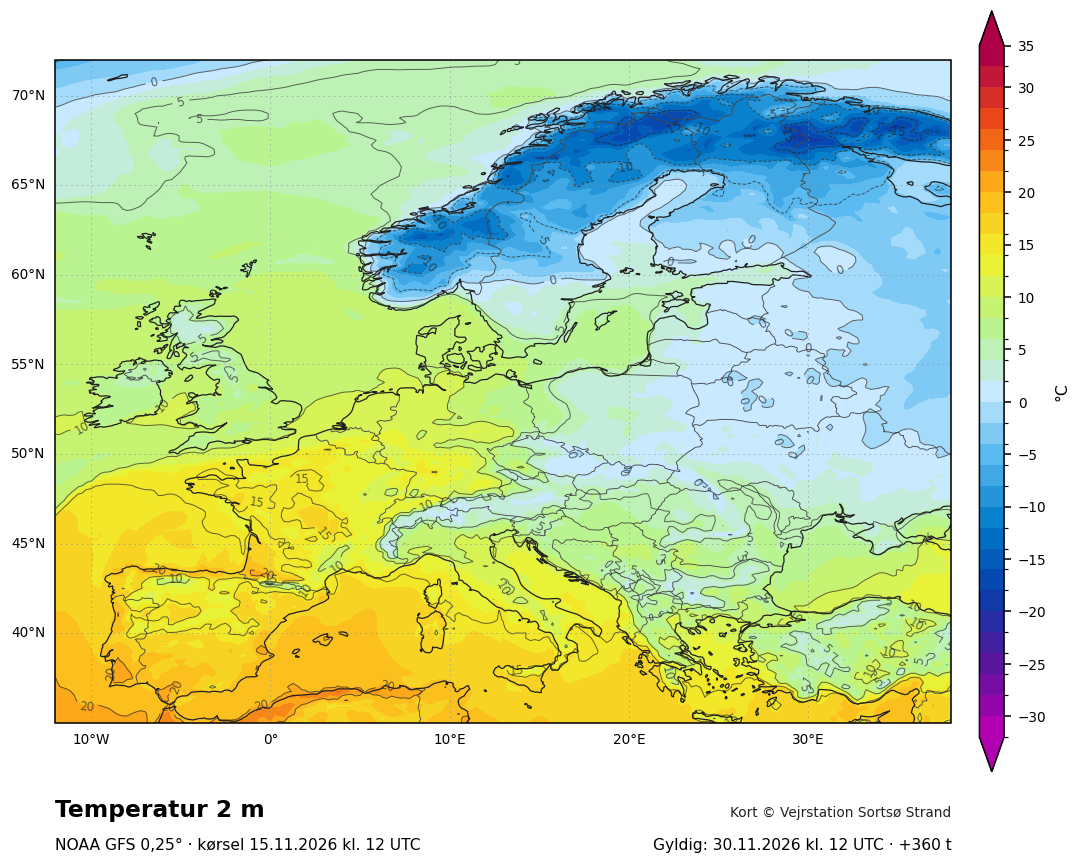 70°N
65°N
60°N
55°N
50°N
45°N
40°N
10°W 0° 10°E 20°E 30°E
35
30
25
20
15
10
5
0
−5
−10
−15
−20
−25
−30
°C
Temperatur 2 m
Kort © Vejrstation Sortsø Strand
NOAA GFS 0,25° · kørsel 15.11.2026 kl. 12 UTC
Gyldig: 30.11.2026 kl. 12 UTC · +360 t